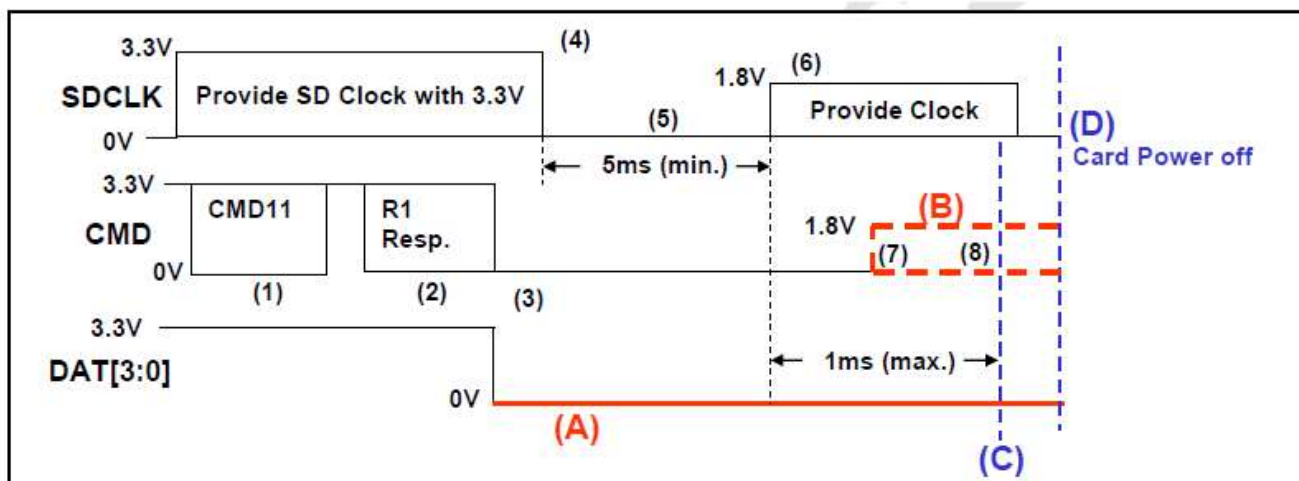 3.3V
(4)
1.8V
(6)
SDCLK
Provide SD Clock with 3.3V
Provide Clock
0V
(5)
(D)
Card Power off
5ms (min.)
3.3V
CMD11
R1
Resp.
CMD
1.8V
(B)
(7)
(8)
0V
(1)
(2)
(3)
3.3V
DAT[3:0]
1ms (max.)
0V
(A)
(C)